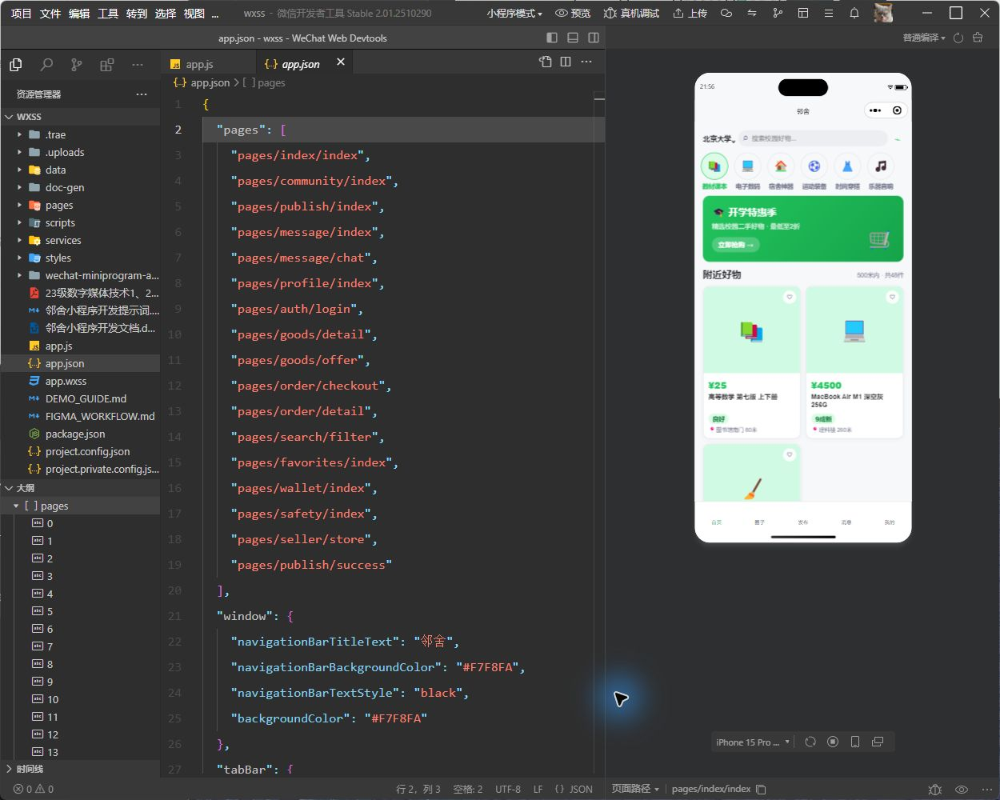 项目 文件 编辑 工具 转到 选择 视图 ... wxss - 微信开发者工具 Stable 2.01.2510290 小程序模式 预览 真机调试 上传
app.json - wxss - WeChat Web Devtools
普通编译
app.js
app.json
资源管理器
app.json > [ ] pages
WXSS
.trae
.uploads
data
doc-gen
pages
scripts
services
styles
wechat-miniprogram-a...
23级数字媒体技术1、2...
邻舍小程序开发提示词....
邻舍小程序开发文档.d...
app.js
app.json
app.wxss
DEMO_GUIDE.md
FIGMA_WORKFLOW.md
package.json
project.config.json
project.private.config.js...
大纲
[ ] pages
0
1
2
3
4
5
6
7
8
9
10
11
12
13
时间线
0 0
1 {
2 "pages": [
3 "pages/index/index",
4 "pages/community/index",
5 "pages/publish/index",
6 "pages/message/index",
7 "pages/message/chat",
8 "pages/profile/index",
9 "pages/auth/login",
10 "pages/goods/detail",
11 "pages/goods/offer",
12 "pages/order/checkout",
13 "pages/order/detail",
14 "pages/search/filter",
15 "pages/favorites/index",
16 "pages/wallet/index",
17 "pages/safety/index",
18 "pages/seller/store",
19 "pages/publish/success"
20 ],
21 "window": {
22 "navigationBarTitleText": "邻舍",
23 "navigationBarBackgroundColor": "#F7F8FA",
24 "navigationBarTextStyle": "black",
25 "backgroundColor": "#F7F8FA"
26 },
27 "tabBar": {
行 2，列 3 空格: 2 UTF-8 LF { } JSON
21:56
邻舍
北京大学
搜索校园好物...
教材课本 电子数码 宿舍神器 运动装备 时尚穿搭 乐器音响
开学特惠季
精选校园二手好物 · 最低至2折
立即抢购 →
附近好物
500米内 · 共48件
¥25
高等数学 第七版 上下册
良好
图书馆南门 80米
¥4500
MacBook Air M1 深空灰 256G
9成新
理科楼 260米
首页 圈子 发布 消息 我的
iPhone 15 Pro ...
页面路径 pages/index/index